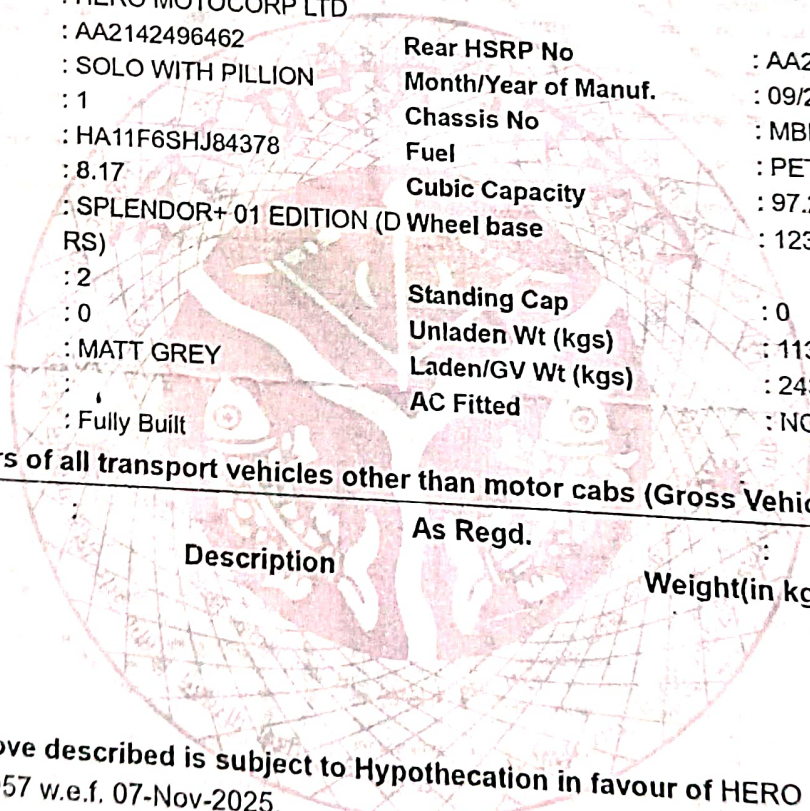 : HERO MOTOCORP LTD
: AA2142496462 Rear HSRP No : AA2
: SOLO WITH PILLION Month/Year of Manuf. : 09/2
: 1 Chassis No : MB
: HA11F6SHJ84378 Fuel : PE
: 8.17 Cubic Capacity : 97.
: SPLENDOR+ 01 EDITION (D Wheel base : 123
RS)
: 2 Standing Cap : 0
: 0 Unladen Wt (kgs) : 113
: MATT GREY Laden/GV Wt (kgs) : 24
: AC Fitted : NO
: Fully Built
rs of all transport vehicles other than motor cabs (Gross Vehic
: As Regd. :
Description Weight(in kg
ove described is subject to Hypothecation in favour of HERO
57 w.e.f. 07-Nov-2025.